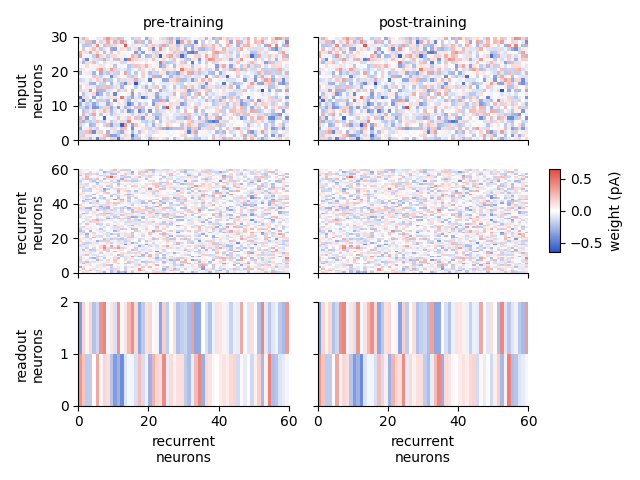 pre-training post-training
30
20
10
0
input
neurons
60
40
20
0
recurrent
neurons
0.5
0.0
−0.5
weight (pA)
2
1
0
readout
neurons
0 20 40 60 0 20 40 60
recurrent
neurons
recurrent
neurons